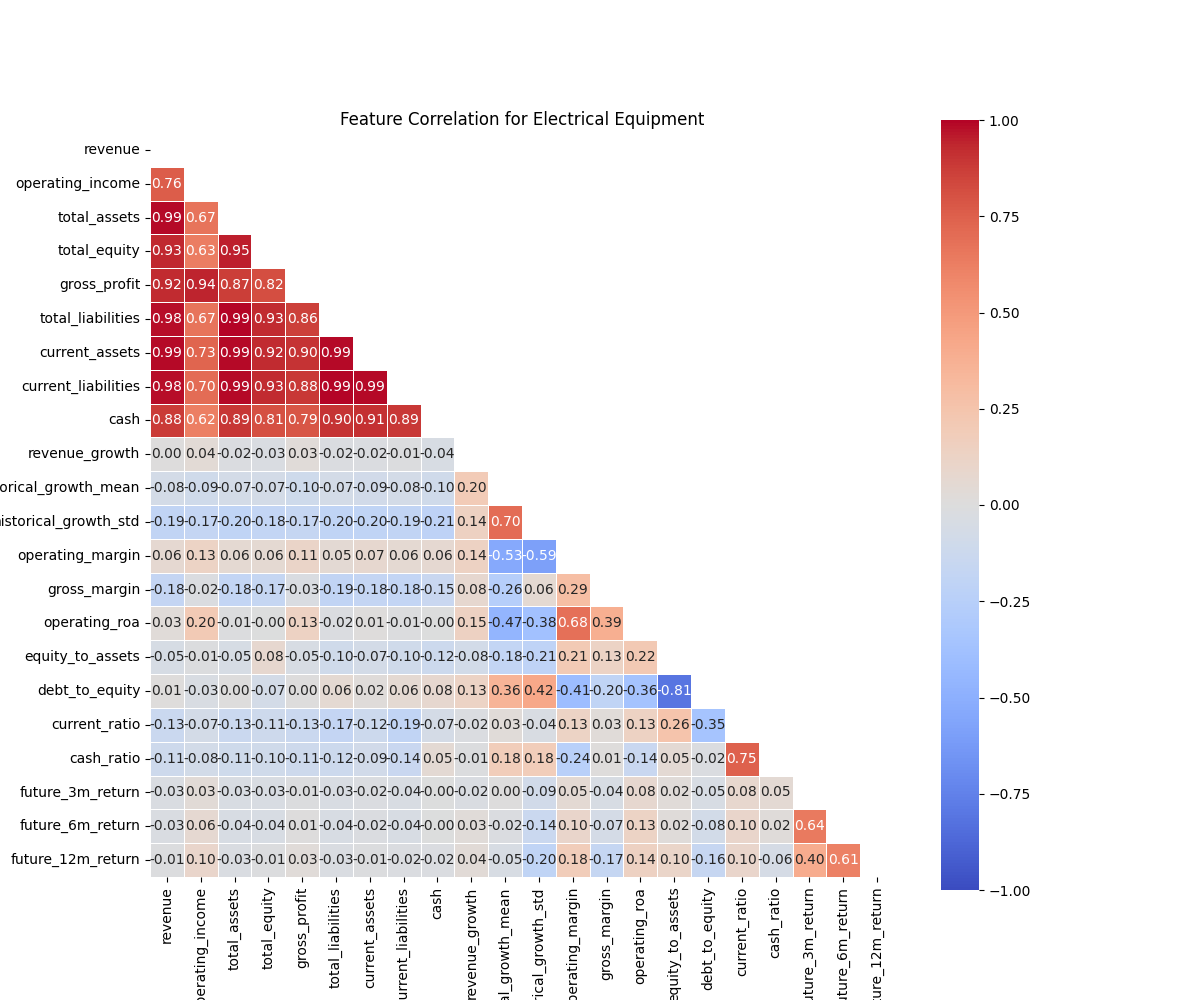 Feature Correlation for Electrical Equipment
revenue
operating_income 0.76
total_assets 0.99 0.67
total_equity 0.93 0.63 0.95
gross_profit 0.92 0.94 0.87 0.82
total_liabilities 0.98 0.67 0.99 0.93 0.86
current_assets 0.99 0.73 0.99 0.92 0.90 0.99
current_liabilities 0.98 0.70 0.99 0.93 0.88 0.99 0.99
cash 0.88 0.62 0.89 0.81 0.79 0.90 0.91 0.89
revenue_growth 0.00 0.04 -0.02 -0.03 0.03 -0.02 -0.02 -0.01 -0.04
orical_growth_mean -0.08 -0.09 -0.07 -0.07 -0.10 -0.07 -0.09 -0.08 -0.10 0.20
istorical_growth_std -0.19 -0.17 -0.20 -0.18 -0.17 -0.20 -0.20 -0.19 -0.21 0.14 0.70
operating_margin 0.06 0.13 0.06 0.06 0.11 0.05 0.07 0.06 0.06 0.14 -0.53 -0.59
gross_margin -0.18 -0.02 -0.18 -0.17 -0.03 -0.19 -0.18 -0.18 -0.15 0.08 -0.26 0.06 0.29
operating_roa 0.03 0.20 -0.01 -0.00 0.13 -0.02 0.01 -0.01 -0.00 0.15 -0.47 -0.38 0.68 0.39
equity_to_assets -0.05 -0.01 -0.05 0.08 -0.05 -0.10 -0.07 -0.10 -0.12 -0.08 -0.18 -0.21 0.21 0.13 0.22
debt_to_equity 0.01 -0.03 0.00 -0.07 0.00 0.06 0.02 0.06 0.08 0.13 0.36 0.42 -0.41 -0.20 -0.36 -0.81
current_ratio -0.13 -0.07 -0.13 -0.11 -0.13 -0.17 -0.12 -0.19 -0.07 -0.02 0.03 -0.04 0.13 0.03 0.13 0.26 -0.35
cash_ratio -0.11 -0.08 -0.11 -0.10 -0.11 -0.12 -0.09 -0.14 0.05 -0.01 0.18 0.18 -0.24 0.01 -0.14 0.05 -0.02 0.75
future_3m_return -0.03 0.03 -0.03 -0.03 -0.01 -0.03 -0.02 -0.04 -0.00 -0.02 0.00 -0.09 0.05 -0.04 0.08 0.02 -0.05 0.08 0.05
future_6m_return -0.03 0.06 -0.04 -0.04 0.01 -0.04 -0.02 -0.04 -0.00 0.03 -0.02 -0.14 0.10 -0.07 0.13 0.02 -0.08 0.10 0.02 0.64
future_12m_return -0.01 0.10 -0.03 -0.01 0.03 -0.03 -0.01 -0.02 -0.02 0.04 -0.05 -0.20 0.18 -0.17 0.14 0.10 -0.16 0.10 -0.06 0.40 0.61
revenue
perating_income
total_assets
total_equity
gross_profit
total_liabilities
current_assets
urrent_liabilities
cash
revenue_growth
al_growth_mean
rical_growth_std
perating_margin
gross_margin
operating_roa
equity_to_assets
debt_to_equity
current_ratio
cash_ratio
uture_3m_return
uture_6m_return
ture_12m_return
1.00
0.75
0.50
0.25
0.00
−0.25
−0.50
−0.75
−1.00